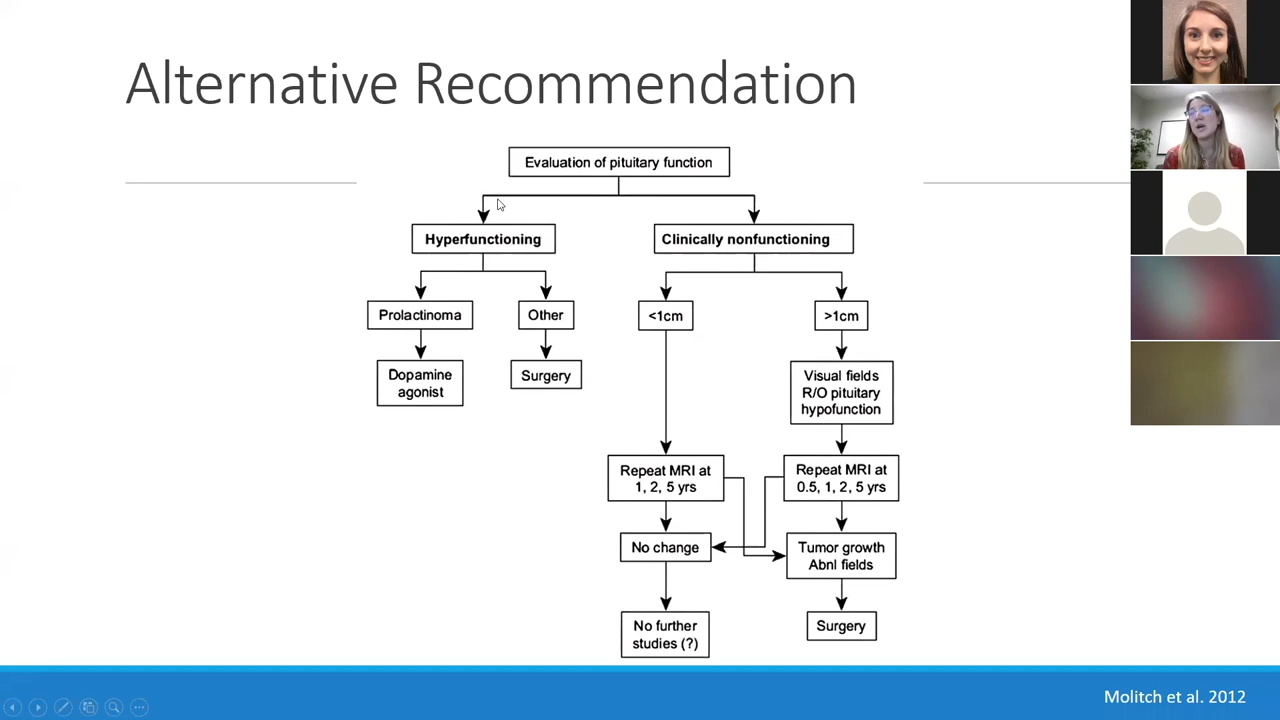 Alternative Recommendation
Evaluation of pituitary function
Hyperfunctioning
Clinically nonfunctioning
Prolactinoma
Other
<1cm
>1cm
Dopamine
agonist
Surgery
Visual fields
R/O pituitary
hypofunction
Repeat MRI at
1, 2, 5 yrs
Repeat MRI at
0.5, 1, 2, 5 yrs
No change
Tumor growth
Abnl fields
No further
studies (?)
Surgery
Molitch et al. 2012